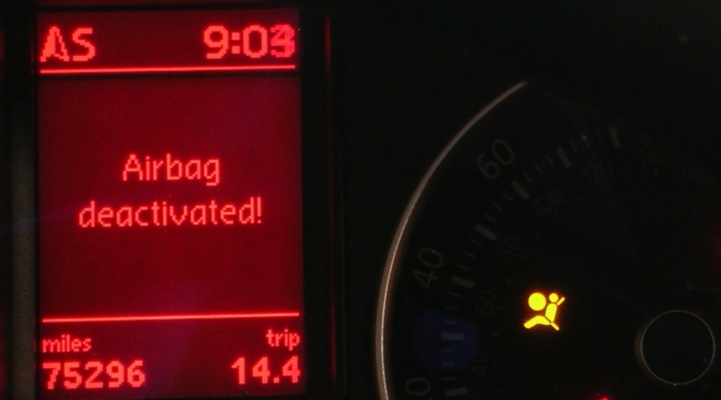 AS 9:03
Airbag
deactivated!
miles trip
75296 14.4
60
40